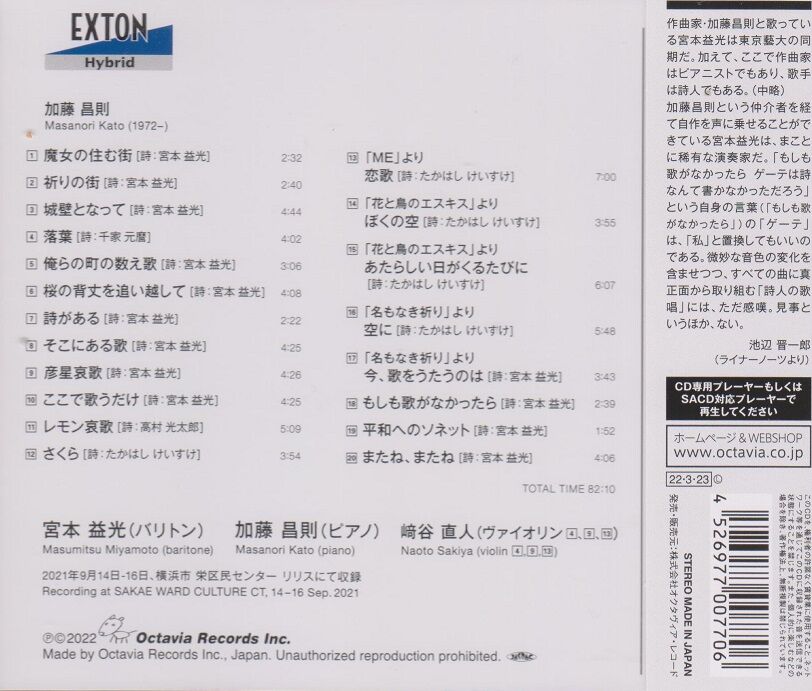 EXTON
Hybrid
加藤 昌則
Masanori Kato (1972–)
1 魔女の住む街 [詩：宮本 益光] 2:32
2 祈りの街 [詩：宮本 益光] 2:40
3 城壁となって [詩：宮本 益光] 4:44
4 落葉 [詩：千家 元麿] 4:02
5 俺らの町の数え歌 [詩：宮本 益光] 3:06
6 桜の背丈を追い越して [詩：宮本 益光] 4:08
7 詩がある [詩：宮本 益光] 2:22
8 そこにある歌 [詩：宮本 益光] 4:25
9 彦星哀歌 [詩：宮本 益光] 4:26
10 ここで歌うだけ [詩：宮本 益光] 4:25
11 レモン哀歌 [詩：高村 光太郎] 5:09
12 さくら [詩：たかはし けいすけ] 3:54
13 「ME」より
恋歌 [詩：たかはし けいすけ] 7:00
14 「花と鳥のエスキス」より
ぼくの空 [詩：たかはし けいすけ] 3:55
15 「花と鳥のエスキス」より
あたらしい日がくるたびに
[詩：たかはし けいすけ] 6:07
16 「名もなき祈り」より
空に [詩：たかはし けいすけ] 5:48
17 「名もなき祈り」より
今、歌をうたうのは [詩：宮本 益光] 3:43
18 もしも歌がなかったら [詩：宮本 益光] 2:39
19 平和へのソネット [詩：宮本 益光] 1:52
20 またね、またね [詩：宮本 益光] 4:06
TOTAL TIME 82:10
宮本 益光（バリトン） 加藤 昌則（ピアノ） 﨑谷 直人（ヴァイオリン 4、9、13）
Masumitsu Miyamoto (baritone) Masanori Kato (piano) Naoto Sakiya (violin 4, 9, 13)
2021年9月14日-16日、横浜市 栄区民センター リリスにて収録
Recording at SAKAE WARD CULTURE CT, 14–16 Sep. 2021
℗©2022 Octavia Records Inc.
Made by Octavia Records Inc., Japan. Unauthorized reproduction prohibited.
作曲家・加藤昌則と歌ってい
る宮本益光は東京藝大の同
期だ。加えて、ここで作曲家
はピアニストでもあり、歌手
は詩人でもある。（中略）
加藤昌則という仲介者を経
て自作を声に乗せることがで
きている宮本益光は、まこと
に稀有な演奏家だ。「もしも
歌がなかったら ゲーテは詩
なんて書かなかっただろう」
という自身の言葉（「もしも歌
がなかったら」）の「ゲーテ」
は、「私」と置換してもいいの
である。微妙な音色の変化を
含ませつつ、すべての曲に真
正面から取り組む「詩人の歌
唱」には、ただ感嘆。見事と
いうほか、ない。
池辺 晋一郎
（ライナーノーツより）
CD専用プレーヤーもしくは
SACD対応プレーヤーで
再生してください
ホームページ＆WEBSHOP
www.octavia.co.jp
22・3・23 Ⓛ
発売・販売元：株式会社オクタヴィア・レコード
STEREO MADE IN JAPAN
4 526977 007706